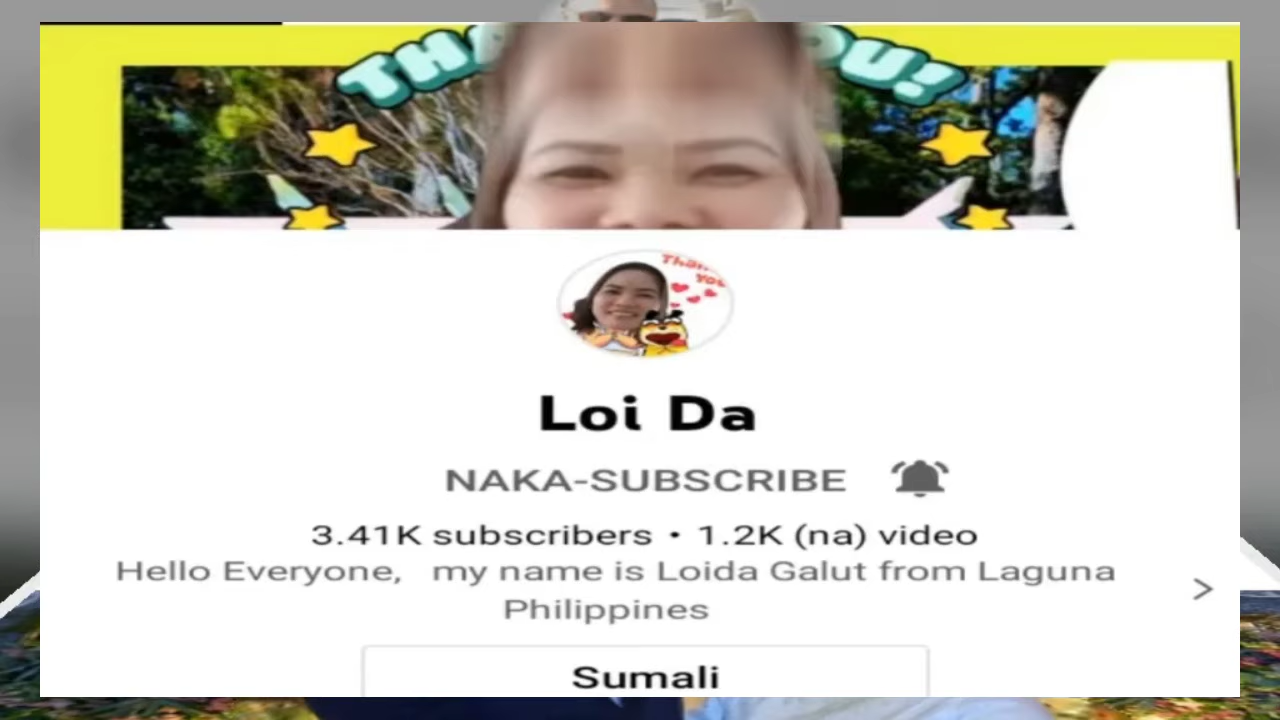 Loi Da
NAKA-SUBSCRIBE
3.41K subscribers • 1.2K (na) video
Hello Everyone, my name is Loida Galut from Laguna
Philippines
Sumali